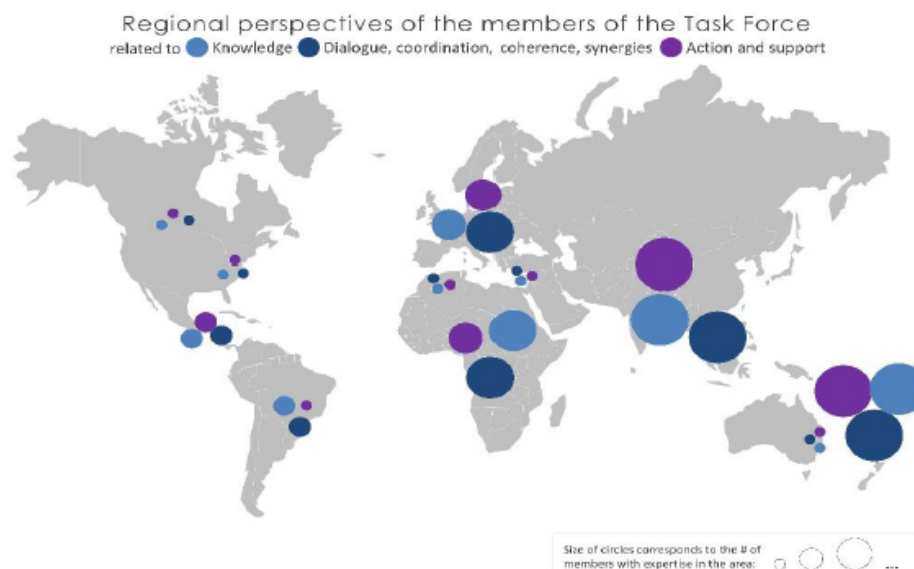 Regional perspectives of the members of the Task Force
related to Knowledge Dialogue, coordination, coherence, synergies Action and support
Size of circles corresponds to the # of
members with expertise in the area: ...